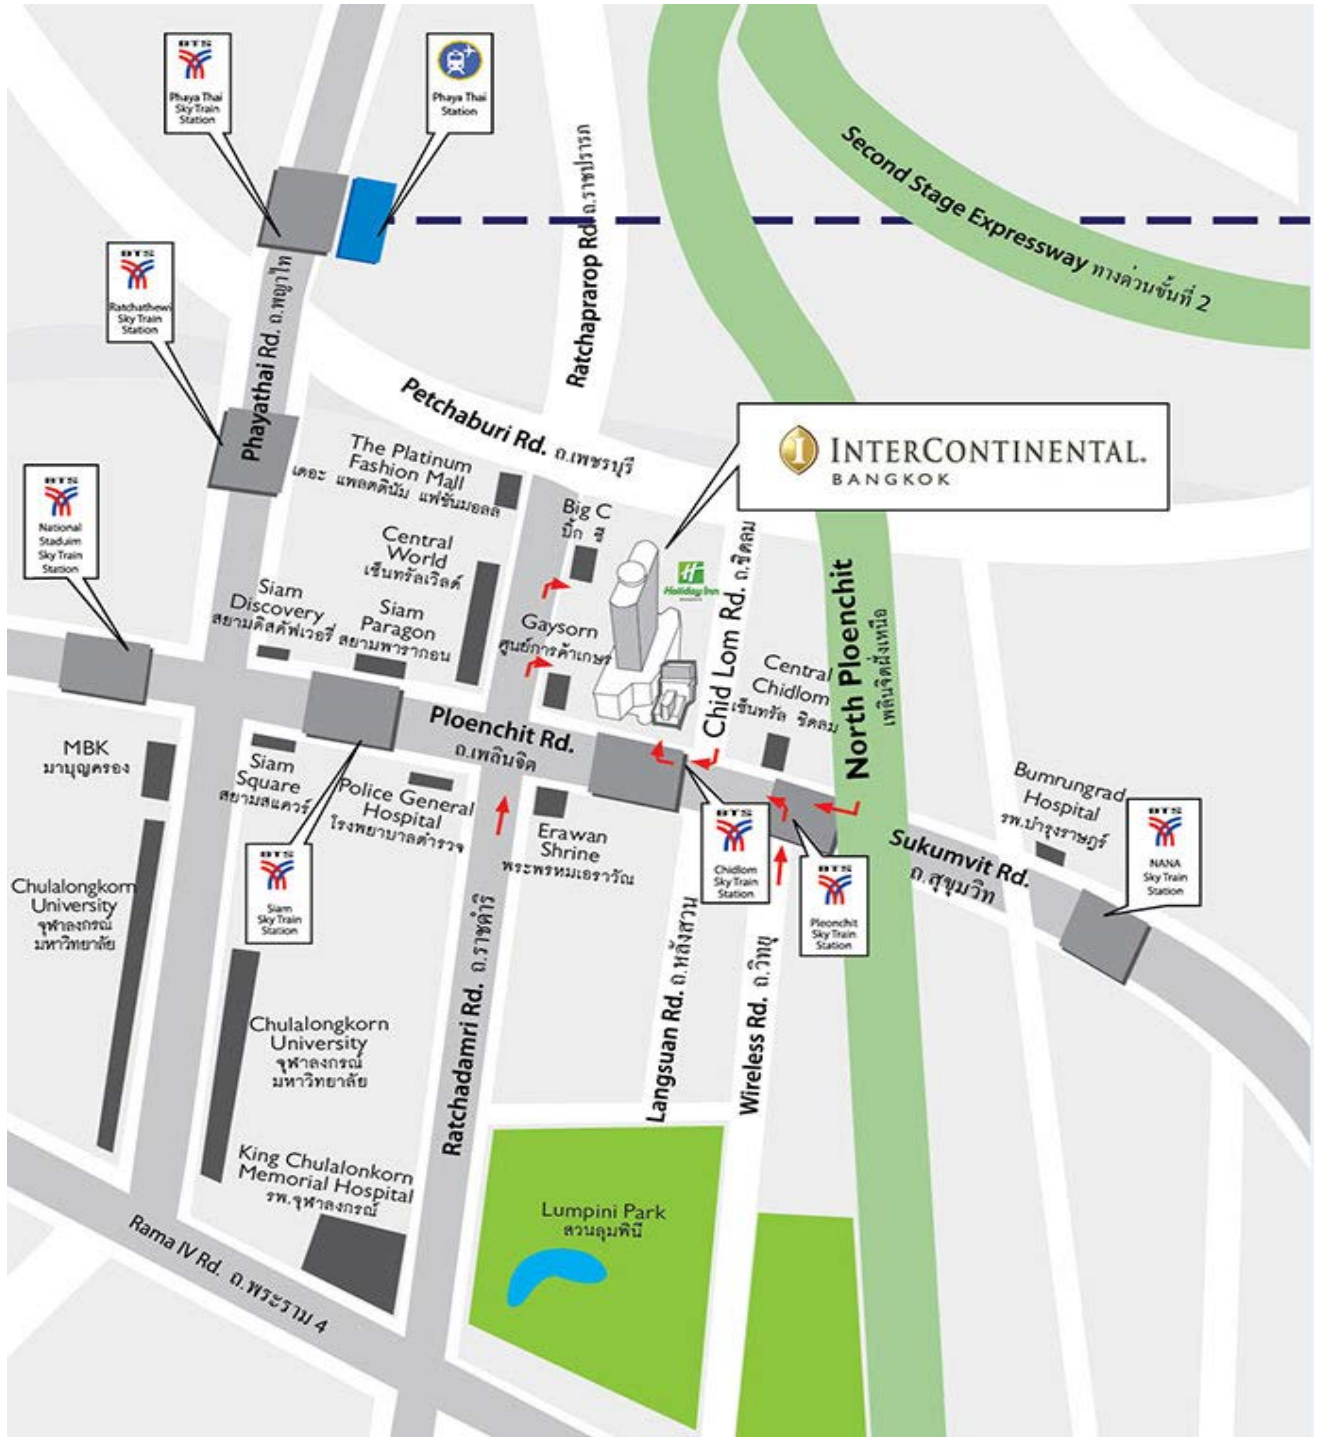 BTS
Phaya Thai
Sky Train
Station
Phaya Thai
Station
BTS
Ratchathewi
Sky Train
Station
Second Stage Expressway ทางด่วนขั้นที่ 2
Ratchaprarop Rd. ถ.ราชปรารภ
Phayathai Rd. ถ.พญาไท
Petchaburi Rd. ถ.เพชรบุรี
INTERCONTINENTAL.
BANGKOK
BTS
National
Staduim
Sky Train
Station
The Platinum
Fashion Mall
เดอะ แพลตตินัม แฟชั่นมอลล์
Big C
บิ๊ก ซี
Central
World
เซ็นทรัลเวิลด์
Holiday Inn
Siam
Discovery
สยามดิสคัฟเวอรี่
Siam
Paragon
สยามพารากอน
Gaysorn
ศูนย์การค้าเกษร
Chid Lom Rd. ถ.ชิดลม
Central
Chidlom
เซ็นทรัล ชิดลม
North Ploenchit
เพลินจิตฝั่งเหนือ
Ploenchit Rd.
ถ.เพลินจิต
MBK
มาบุญครอง
Siam
Square
สยามสแควร์
Police General
Hospital
โรงพยาบาลตำรวจ
Erawan
Shrine
พระพรหมเอราวัณ
Bumrungrad
Hospital
รพ.บำรุงราษฎร์
BTS
NANA
Sky Train
Station
BTS
Chidlom
Sky Train
Station
BTS
Pleonchit
Sky Train
Station
Sukumvit Rd.
ถ.สุขุมวิท
BTS
Siam
Sky Train
Station
Chulalongkorn
University
จุฬาลงกรณ์
มหาวิทยาลัย
Ratchadamri Rd. ถ.ราชดำริ
Langsuan Rd. ถ.หลังสวน
Wireless Rd. ถ.วิทยุ
Chulalongkorn
University
จุฬาลงกรณ์
มหาวิทยาลัย
King Chulalonkorn
Memorial Hospital
รพ.จุฬาลงกรณ์
Lumpini Park
สวนลุมพินี
Rama IV Rd. ถ.พระราม 4